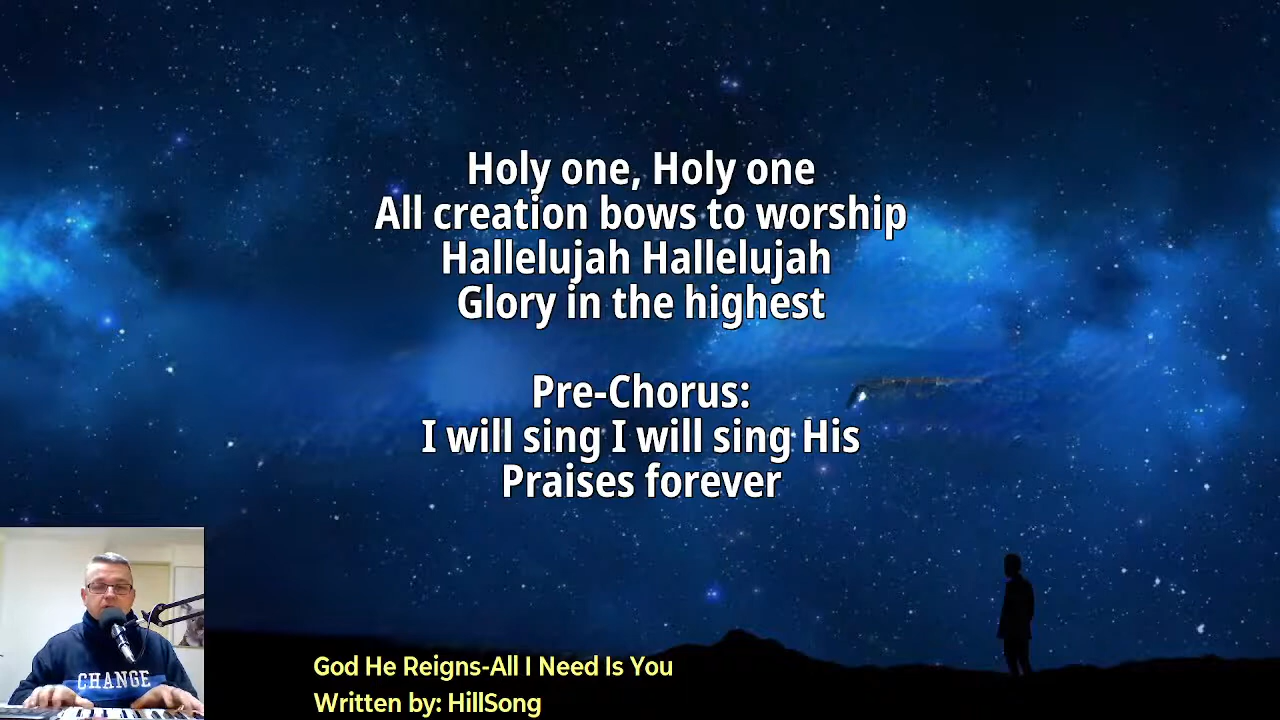 Holy one, Holy one
All creation bows to worship
Hallelujah Hallelujah
Glory in the highest
Pre-Chorus:
I will sing I will sing His
Praises forever
CHANGE
God He Reigns-All I Need Is You
Written by: HillSong